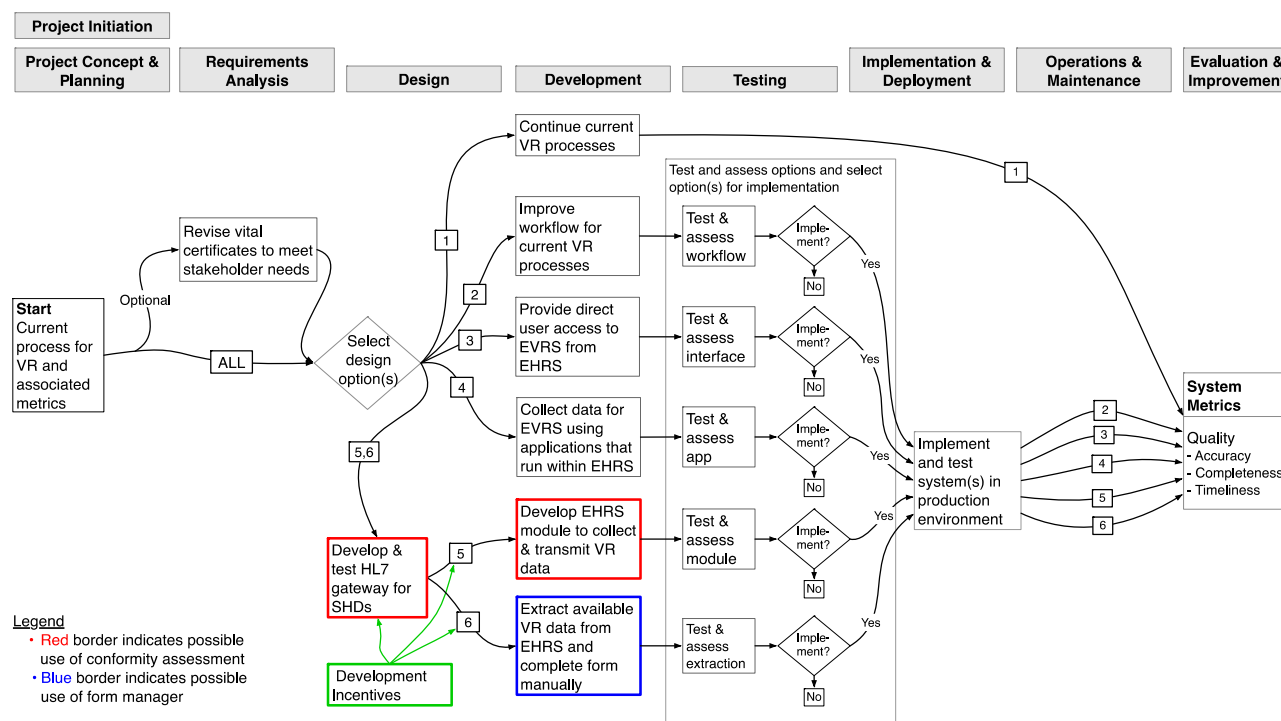 Project Initiation
Project Concept &
Planning
Requirements
Analysis
Design
Development
Testing
Implementation &
Deployment
Operations &
Maintenance
Evaluation &
Improvement
Continue current
VR processes
1
1
Test and assess options and select
option(s) for implementation
Revise vital
certificates to meet
stakeholder needs
Improve
workflow for
current VR
processes
Test &
assess
workflow
Imple-
ment?
Yes
No
2
Optional
Start
Current
process for
VR and
associated
metrics
ALL
Select
design
option(s)
3
Provide direct
user access to
EVRS from
EHRS
Test &
assess
interface
Imple-
ment?
Yes
No
4
Collect data for
EVRS using
applications that
run within EHRS
Test &
assess
app
Imple-
ment?
Yes
No
5,6
Implement
and test
system(s) in
production
environment
2
3
4
5
6
System
Metrics
Quality
- Accuracy
- Completeness
- Timeliness
Develop &
test HL7
gateway for
SHDs
5
Develop EHRS
module to collect
& transmit VR
data
Test &
assess
module
Imple-
ment?
Yes
No
6
Extract available
VR data from
EHRS and
complete form
manually
Test &
assess
extraction
Imple-
ment?
Yes
No
Development
Incentives
Legend
• Red border indicates possible
use of conformity assessment
• Blue border indicates possible
use of form manager